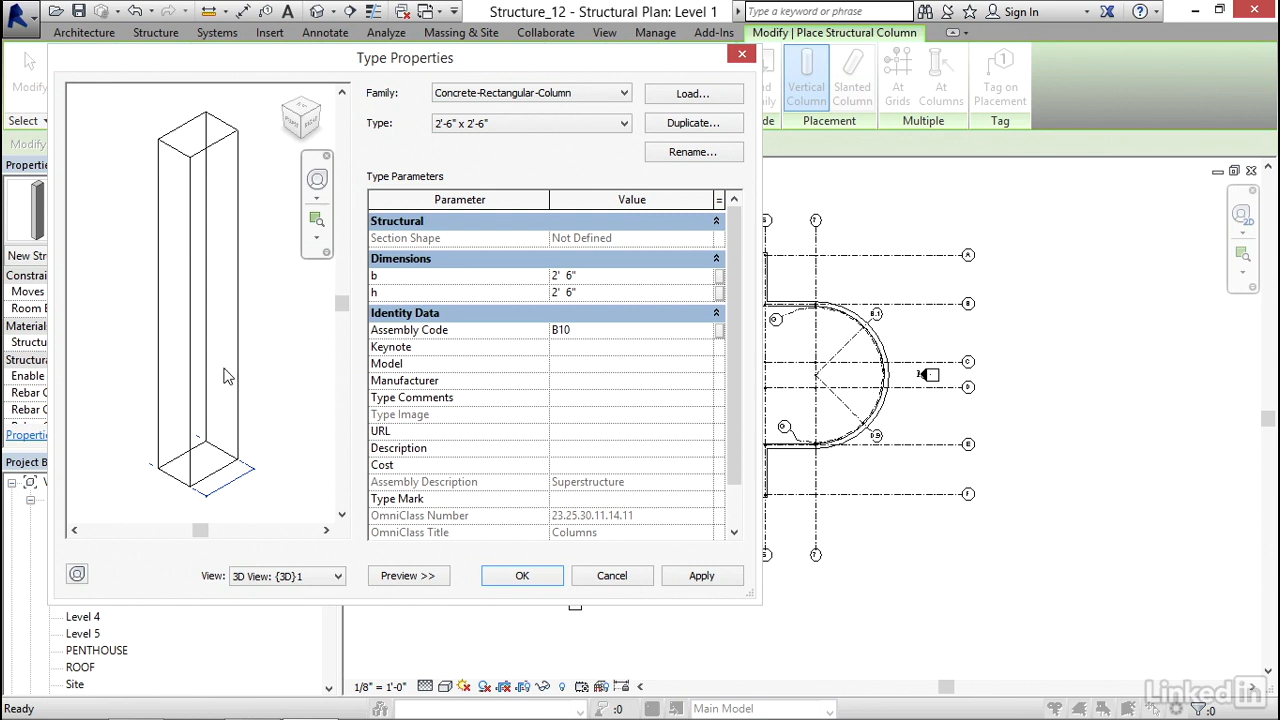 Structure_12 - Structural Plan: Level 1
Type a keyword or phrase
Sign In
Architecture
Structure
Systems
Insert
Annotate
Analyze
Massing & Site
Collaborate
View
Manage
Add-Ins
Modify | Place Structural Column
Modify
Select
Vertical
Column
Slanted
Column
At
Grids
At
Columns
Tag on
Placement
Placement
Multiple
Tag
Type Properties
Family:
Concrete-Rectangular-Column
Load...
Type:
2'-6" x 2'-6"
Duplicate...
Rename...
Type Parameters
Parameter
Value
=
Structural
Section Shape
Not Defined
Dimensions
b
2' 6"
h
2' 6"
Identity Data
Assembly Code
B10
Keynote
Model
Manufacturer
Type Comments
Type Image
URL
Description
Cost
Assembly Description
Superstructure
Type Mark
OmniClass Number
23.25.30.11.14.11
OmniClass Title
Columns
View:
3D View: {3D}1
Preview >>
OK
Cancel
Apply
Properti
New Str
Constrai
Moves
Room B
Material
Structu
Structura
Enable
Rebar C
Rebar C
Properti
Project B
Level 4
Level 5
PENTHOUSE
ROOF
Site
7
A
B
C
D
E
F
1/8" = 1'-0"
Ready
:0
Main Model
:0
Linked in